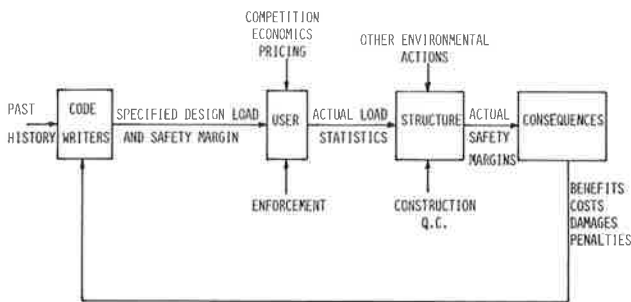 COMPETITION
ECONOMICS
PRICING
OTHER ENVIRONMENTAL
ACTIONS
PAST
HISTORY
CODE
WRITERS
SPECIFIED DESIGN LOAD
AND SAFETY MARGIN
USER
ACTUAL LOAD
STATISTICS
STRUCTURE
ACTUAL
SAFETY
MARGINS
CONSEQUENCES
ENFORCEMENT
CONSTRUCTION
Q.C.
BENEFITS
COSTS
DAMAGES
PENALTIES